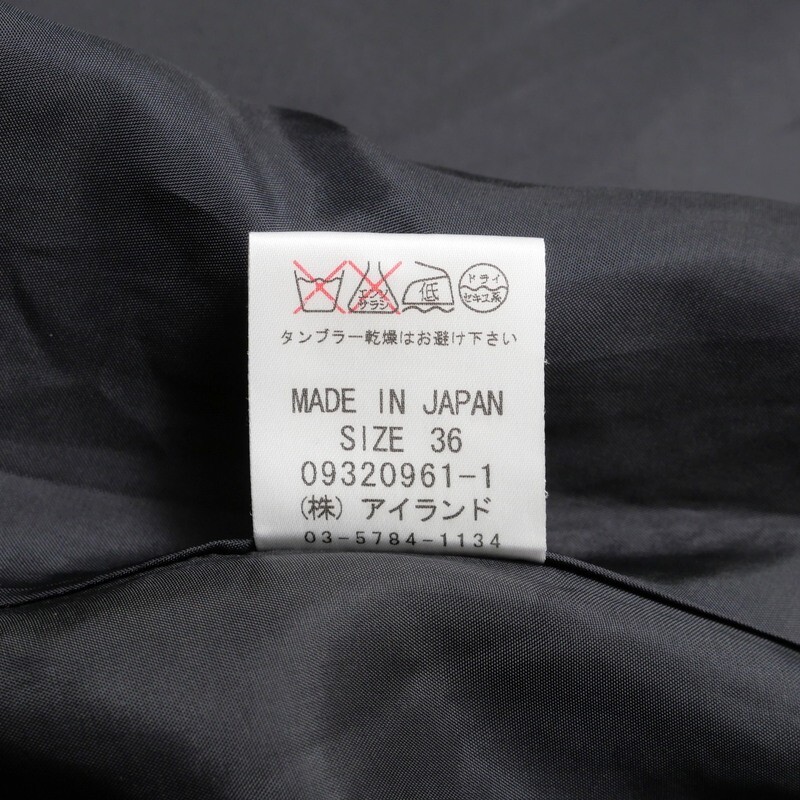 エンソ
サラシ
低
ドライ
セキユ系
タンブラー乾燥はお避け下さい
MADE IN JAPAN
SIZE 36
09320961-1
(株) アイランド
03-5784-1134